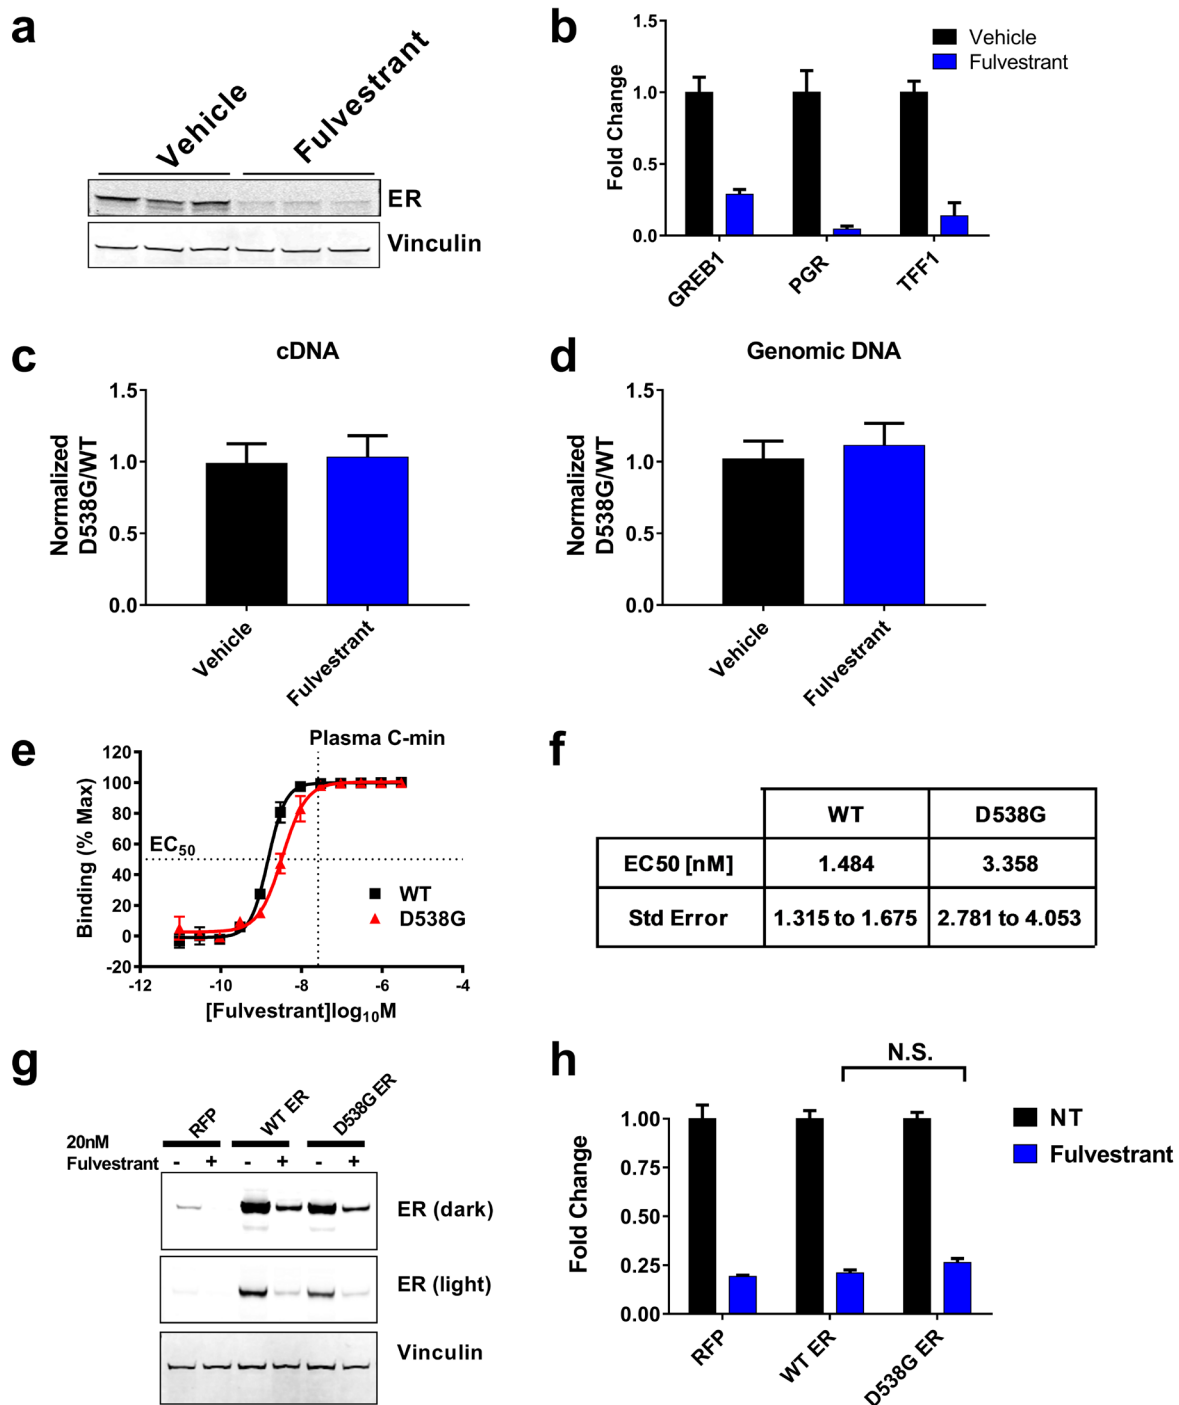 a
Vehicle
Fulvestrant
ER
Vinculin
b
Vehicle
Fulvestrant
Fold Change
1.5
1.0
0.5
0.0
GREB1
PGR
TFF1
c
cDNA
Normalized
D538G/WT
1.5
1.0
0.5
0.0
Vehicle
Fulvestrant
d
Genomic DNA
Normalized
D538G/WT
1.5
1.0
0.5
0.0
Vehicle
Fulvestrant
e
Plasma C-min
Binding (% Max)
120
100
80
60
40
20
0
-20
EC50
WT
D538G
-12
-10
-8
-6
-4
[Fulvestrant]log10M
f
WT D538G
EC50 [nM] 1.484 3.358
Std Error 1.315 to 1.675 2.781 to 4.053
g
RFP
WT ER
D538G ER
20nM
Fulvestrant - + - + - +
ER (dark)
ER (light)
Vinculin
h
N.S.
NT
Fulvestrant
Fold Change
1.00
0.75
0.50
0.25
0.00
RFP
WT ER
D538G ER